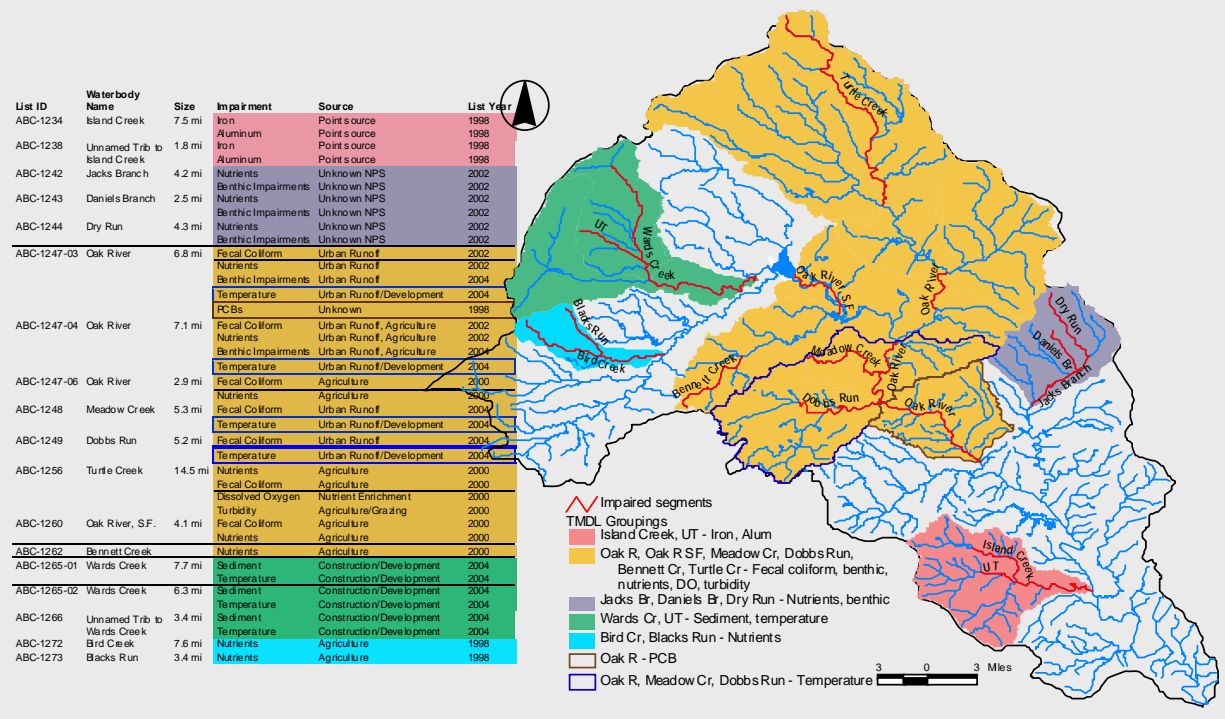 Waterbody
List ID Name Size Impairment Source List Year
ABC-1234 Island Creek 7.5 mi Iron Point source 1998
Aluminum Point source 1998
ABC-1238 Unnamed Trib to 1.8 mi Iron Point source 1998
Island Creek Aluminum Point source 1998
ABC-1242 Jacks Branch 4.2 mi Nutrients Unknown NPS 2002
Benthic Impairments Unknown NPS 2002
ABC-1243 Daniels Branch 2.5 mi Nutrients Unknown NPS 2002
Benthic Impairments Unknown NPS 2002
ABC-1244 Dry Run 4.3 mi Nutrients Unknown NPS 2002
Benthic Impairments Unknown NPS 2002
ABC-1247-03 Oak River 6.8 mi Fecal Coliform Urban Runoff 2002
Nutrients Urban Runoff 2002
Benthic Impairments Urban Runoff 2004
Temperature Urban Runoff/Development 2004
PCBs Unknown 1998
ABC-1247-04 Oak River 7.1 mi Fecal Coliform Urban Runoff, Agriculture 2002
Nutrients Urban Runoff, Agriculture 2002
Benthic Impairments Urban Runoff, Agriculture 2004
Temperature Urban Runoff/Development 2004
ABC-1247-06 Oak River 2.9 mi Fecal Coliform Agriculture 2000
Nutrients Agriculture 2000
ABC-1248 Meadow Creek 5.3 mi Fecal Coliform Urban Runoff 2004
Temperature Urban Runoff/Development 2004
ABC-1249 Dobbs Run 5.2 mi Fecal Coliform Urban Runoff 2004
Temperature Urban Runoff/Development 2004
ABC-1256 Turtle Creek 14.5 mi Nutrients Agriculture 2000
Fecal Coliform Agriculture 2000
Dissolved Oxygen Nutrient Enrichment 2000
Turbidity Agriculture/Grazing 2000
ABC-1260 Oak River, S.F. 4.1 mi Fecal Coliform Agriculture 2000
Nutrients Agriculture 2000
ABC-1262 Bennett Creek Nutrients Agriculture 2000
ABC-1265-01 Wards Creek 7.7 mi Sediment Construction/Development 2004
Temperature Construction/Development 2004
ABC-1265-02 Wards Creek 6.3 mi Sediment Construction/Development 2004
Temperature Construction/Development 2004
ABC-1266 Unnamed Trib to 3.4 mi Sediment Construction/Development 2004
Wards Creek Temperature Construction/Development 2004
ABC-1272 Bird Creek 7.6 mi Nutrients Agriculture 1998
ABC-1273 Blacks Run 3.4 mi Nutrients Agriculture 1998
Turtle Creek
UT
Wards Creek
Oak River, S.F.
Oak River
Blacks Run
Bird Creek
Dry Run
Daniels Br
Jacks Branch
Meadow Creek
Oak River
Bennett Creek
Dobbs Run
Oak River
Island Creek
UT
Impaired segments
TMDL Groupings
Island Creek, UT - Iron, Alum
Oak R, Oak R SF, Meadow Cr, Dobbs Run,
Bennett Cr, Turtle Cr - Fecal coliform, benthic,
nutrients, DO, turbidity
Jacks Br, Daniels Br, Dry Run - Nutrients, benthic
Wards Cr, UT - Sediment, temperature
Bird Cr, Blacks Run - Nutrients
Oak R - PCB
Oak R, Meadow Cr, Dobbs Run - Temperature
3 0 3 Miles